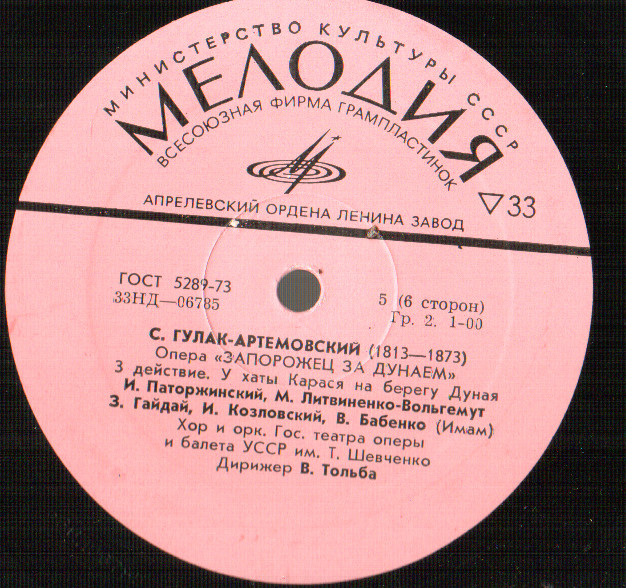 МИНИСТЕРСТВО КУЛЬТУРЫ СССР
МЕЛОДИЯ
ВСЕСОЮЗНАЯ ФИРМА ГРАМПЛАСТИНОК
АПРЕЛЕВСКИЙ ОРДЕНА ЛЕНИНА ЗАВОД
▽33
ГОСТ 5289-73
33НД—06785
5 (6 сторон)
Гр. 2. 1-00
С. ГУЛАК-АРТЕМОВСКИЙ (1813—1873)
Опера «ЗАПОРОЖЕЦ ЗА ДУНАЕМ»
3 действие. У хаты Карася на берегу Дуная
И. Паторжинский, М. Литвиненко-Вольгемут
З. Гайдай, И. Козловский, В. Бабенко (Имам)
Хор и орк. Гос. театра оперы
и балета УССР им. Т. Шевченко
Дирижер В. Тольба